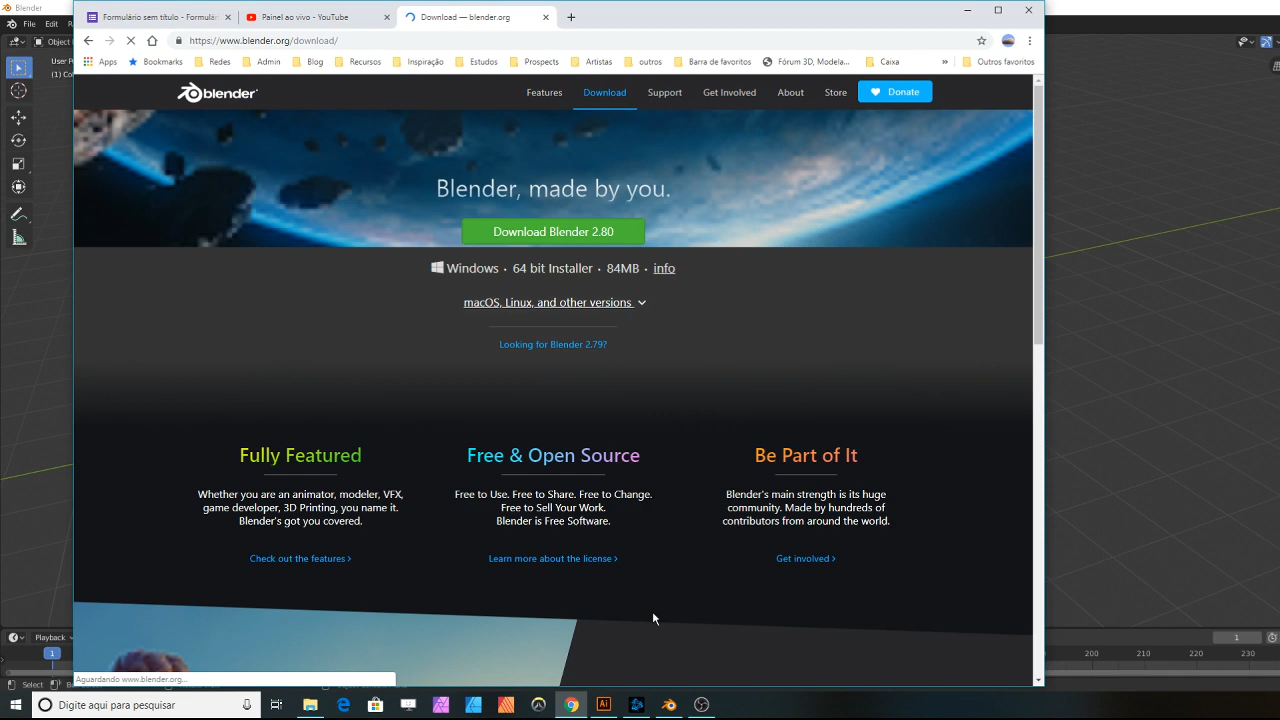 Blender
Formulário sem título - Formulár
Painel ao vivo - YouTube
Download — blender.org
File
Edit
Object
https://www.blender.org/download/
Apps
Bookmarks
Redes
Admin
Blog
Recursos
Inspiração
Estudos
Prospects
Artistas
outros
Barra de favoritos
Fórum 3D, Modela...
Caixa
»
Outros favoritos
User P
(1) Co
blender
Features
Download
Support
Get Involved
About
Store
Donate
Blender, made by you.
Download Blender 2.80
Windows · 64 bit Installer · 84MB · info
macOS, Linux, and other versions
Looking for Blender 2.79?
Fully Featured
Whether you are an animator, modeler, VFX,
game developer, 3D Printing, you name it.
Blender's got you covered.
Check out the features ›
Free & Open Source
Free to Use. Free to Share. Free to Change.
Free to Sell Your Work.
Blender is Free Software.
Learn more about the license ›
Be Part of It
Blender's main strength is its huge
community. Made by hundreds of
contributors from around the world.
Get involved ›
Playback
1
1
200
210
220
230
Select
Aguardando www.blender.org...
Digite aqui para pesquisar
Ai